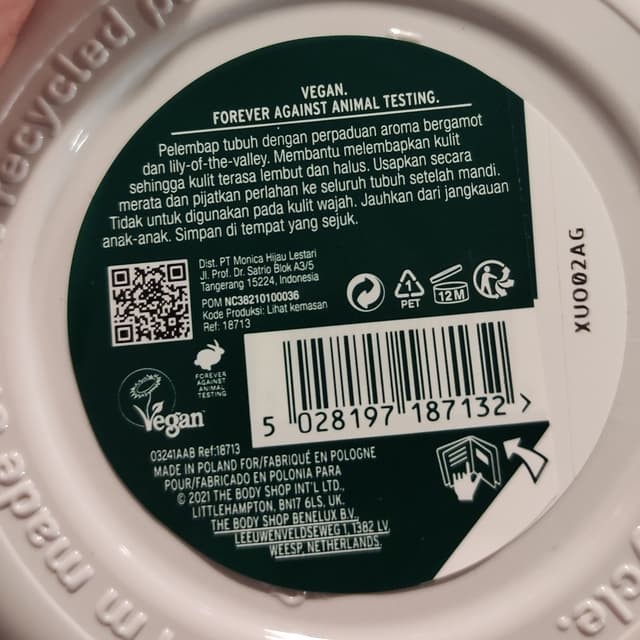 recycled
VEGAN.
FOREVER AGAINST ANIMAL TESTING.
Pelembap tubuh dengan perpaduan aroma bergamot
dan lily-of-the-valley. Membantu melembapkan kulit
sehingga kulit terasa lembut dan halus. Usapkan secara
merata dan pijatkan perlahan ke seluruh tubuh setelah mandi.
Tidak untuk digunakan pada kulit wajah. Jauhkan dari jangkauan
anak-anak. Simpan di tempat yang sejuk.
Dist. PT Monica Hijau Lestari
Jl. Prof. Dr. Satrio Blok A3/5
Tangerang 15224, Indonesia
POM NC38210100036
Kode Produksi: Lihat kemasan
Ref: 18713
1
PET
12 M
XUO02AG
FOREVER
AGAINST
ANIMAL
TESTING
Vegan
5 028197 187132 >
03241AAB Ref:18713
MADE IN POLAND FOR/FABRIQUÉ EN POLOGNE
POUR/FABRICADO EN POLONIA PARA
© 2021 THE BODY SHOP INT'L LTD.,
LITTLEHAMPTON, BN17 6LS, UK.
THE BODY SHOP BENELUX B.V.,
LEEUWENVELDSEWEG 1, 1382 LV,
WEESP, NETHERLANDS.
I'm made
cycle.